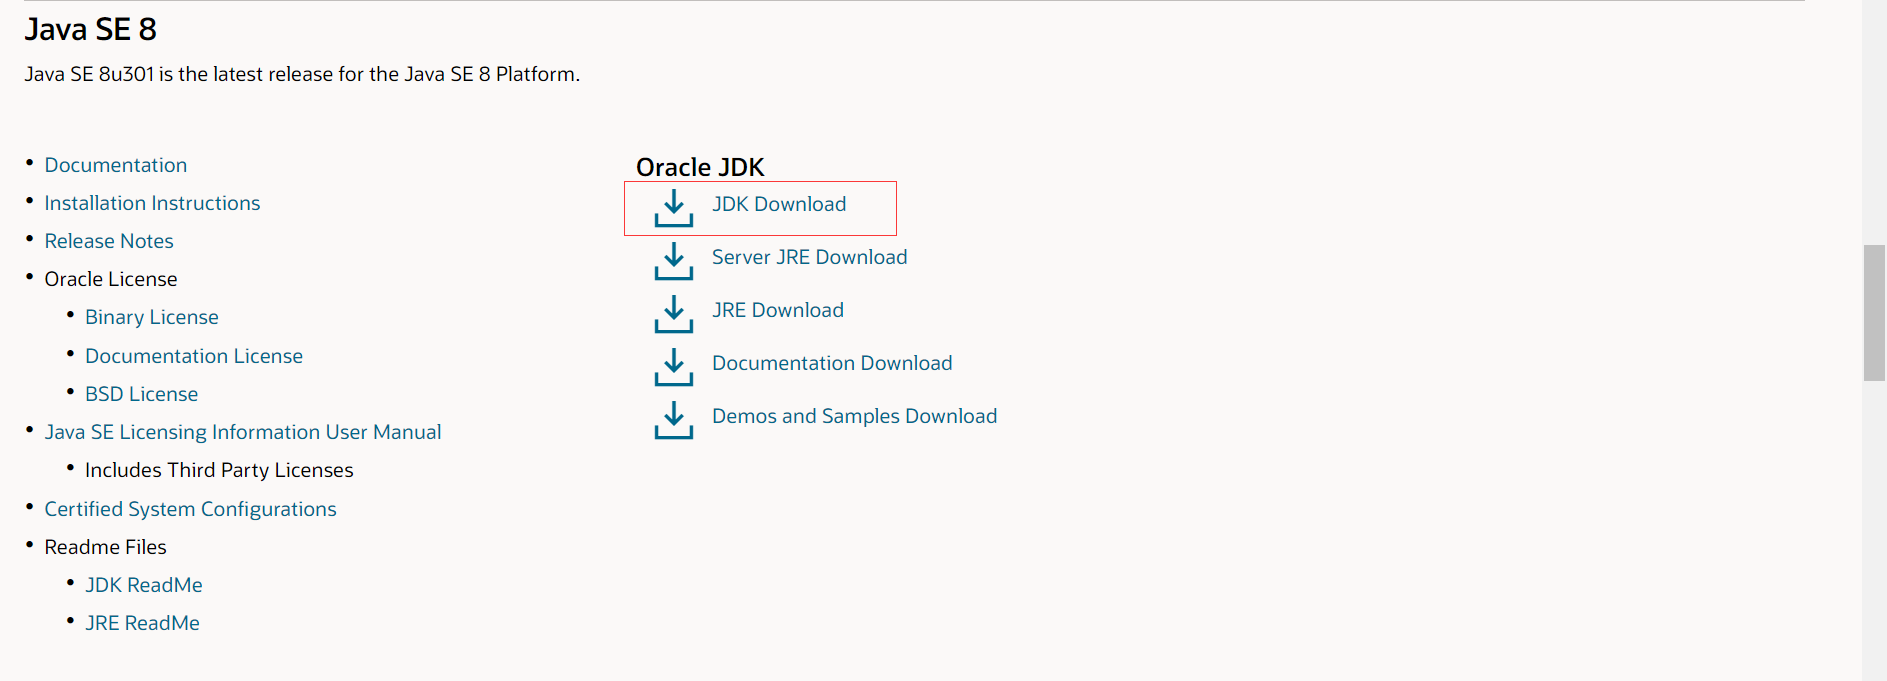 Java SE 8
Java SE 8u301 is the latest release for the Java SE 8 Platform.
Documentation
Installation Instructions
Release Notes
Oracle License
Binary License
Documentation License
BSD License
Java SE Licensing Information User Manual
Includes Third Party Licenses
Certified System Configurations
Readme Files
JDK ReadMe
JRE ReadMe
Oracle JDK
JDK Download
Server JRE Download
JRE Download
Documentation Download
Demos and Samples Download